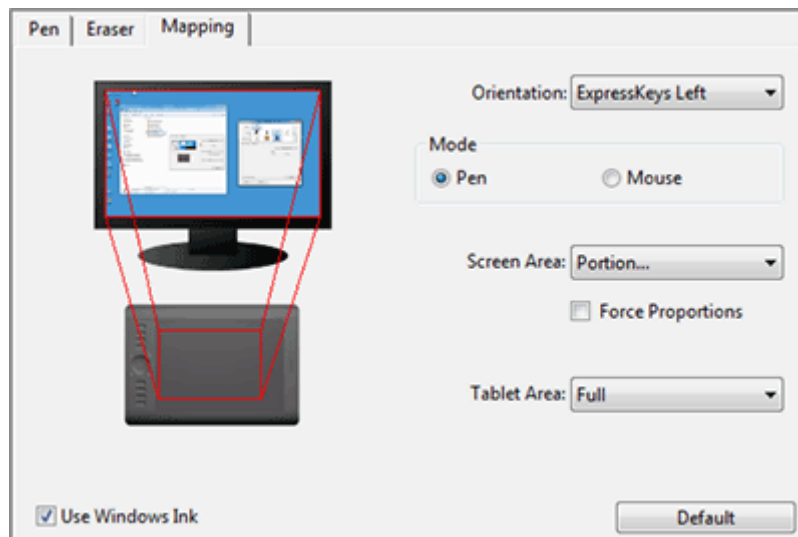 Pen Eraser Mapping
Orientation: ExpressKeys Left
Mode
Pen Mouse
Screen Area: Portion...
Force Proportions
Tablet Area: Full
Use Windows Ink Default